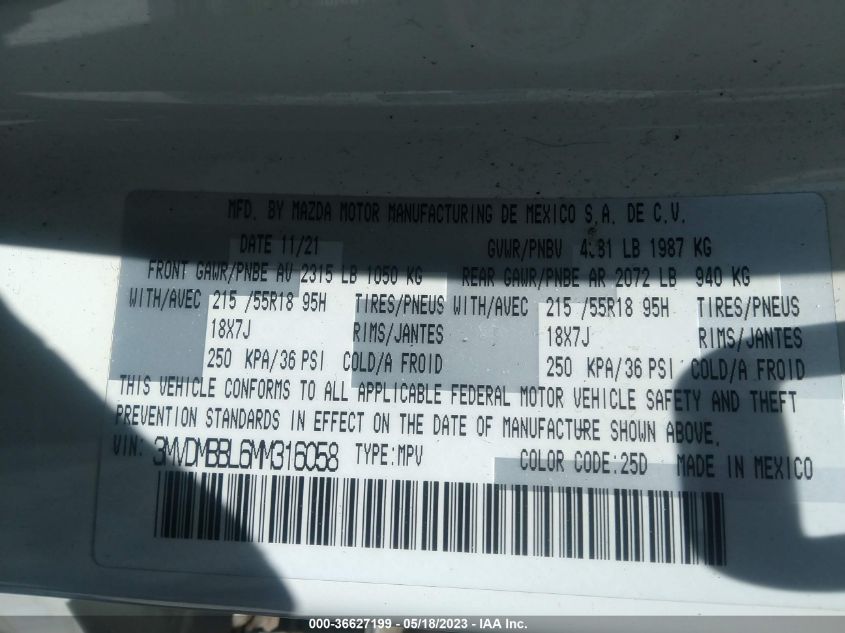 MFD. BY MAZDA MOTOR MANUFACTURING DE MEXICO S.A. DE C.V.
DATE 11/21 GVWR/PNBV 4381 LB 1987 KG
FRONT GAWR/PNBE AV 2315 LB 1050 KG REAR GAWR/PNBE AR 2072 LB 940 KG
WITH/AVEC 215 /55R18 95H TIRES/PNEUS WITH/AVEC 215 /55R18 95H TIRES/PNEUS
18X7J RIMS/JANTES 18X7J RIMS/JANTES
250 KPA/36 PSI COLD/A FROID 250 KPA/36 PSI COLD/A FROID
THIS VEHICLE CONFORMS TO ALL APPLICABLE FEDERAL MOTOR VEHICLE SAFETY AND THEFT
PREVENTION STANDARDS IN EFFECT ON THE DATE OF MANUFACTURE SHOWN ABOVE.
VIN: 3MVDMBBL6MM316058 TYPE:MPV COLOR CODE:25D MADE IN MEXICO
000-36627199 - 05/18/2023 - IAA Inc.